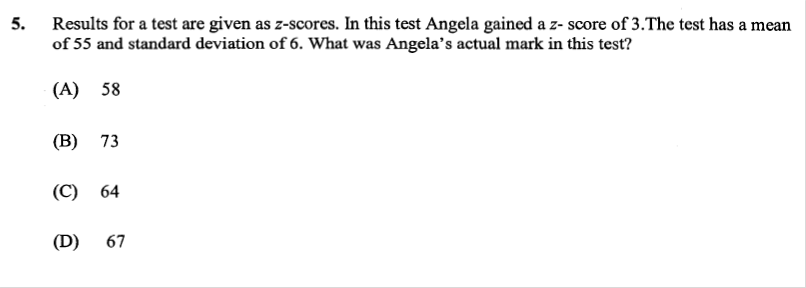 5. Results for a test are given as z-scores. In this test Angela gained a z- score of 3.The test has a mean
of 55 and standard deviation of 6. What was Angela's actual mark in this test?
(A) 58
(B) 73
(C) 64
(D) 67